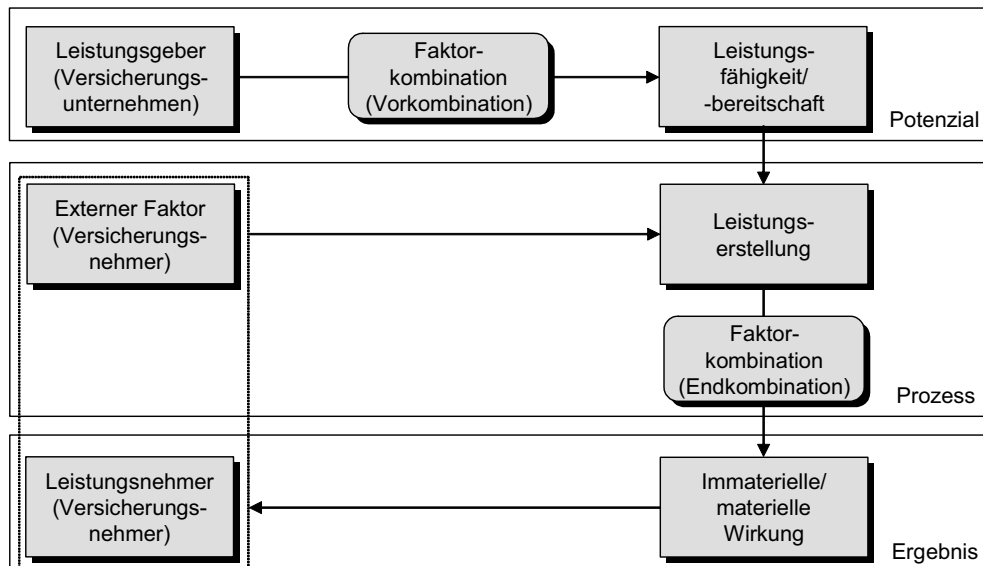 Leistungsgeber
(Versicherungs-
unternehmen)
Faktor-
kombination
(Vorkombination)
Leistungs-
fähigkeit/
-bereitschaft
Potenzial
Externer Faktor
(Versicherungs-
nehmer)
Leistungs-
erstellung
Faktor-
kombination
(Endkombination)
Prozess
Leistungsnehmer
(Versicherungs-
nehmer)
Immaterielle/
materielle
Wirkung
Ergebnis